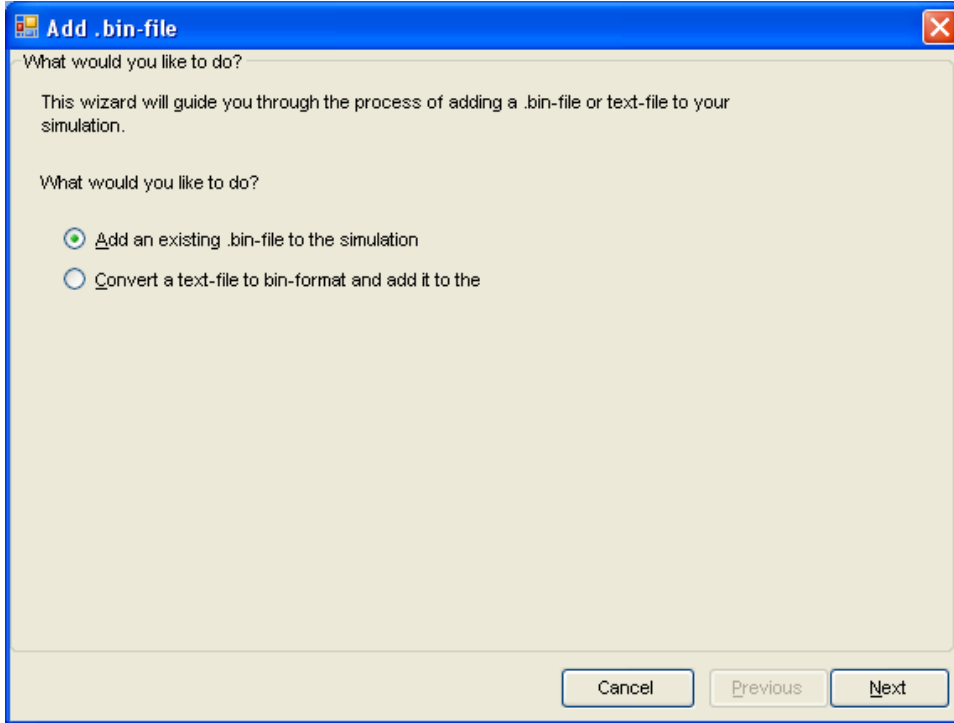 Add .bin-file
What would you like to do?
This wizard will guide you through the process of adding a .bin-file or text-file to your
simulation.
What would you like to do?
Add an existing .bin-file to the simulation
Convert a text-file to bin-format and add it to the
Cancel Previous Next